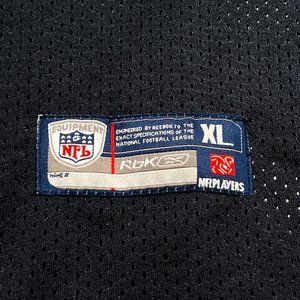 EQUIPMENT
NFL
ENGINEERED BY REEBOK TO THE
EXACT SPECIFICATIONS OF THE
NATIONAL FOOTBALL LEAGUE
XL
RBK
NFLPLAYERS